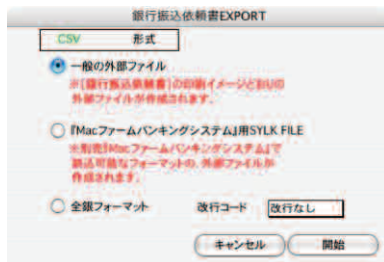 銀行振込依頼書EXPORT
CSV 形式
一般の外部ファイル
※[銀行振込依頼書]の印刷イメージと同じの
外部ファイルが作成されます。
『Macファームバンキングシステム』用SYLK FILE
※別売『Macファームバンキングシステム』で
読込可能なフォーマットの、外部ファイルが
作成されます。
全銀フォーマット 改行コード 改行なし
キャンセル 開始